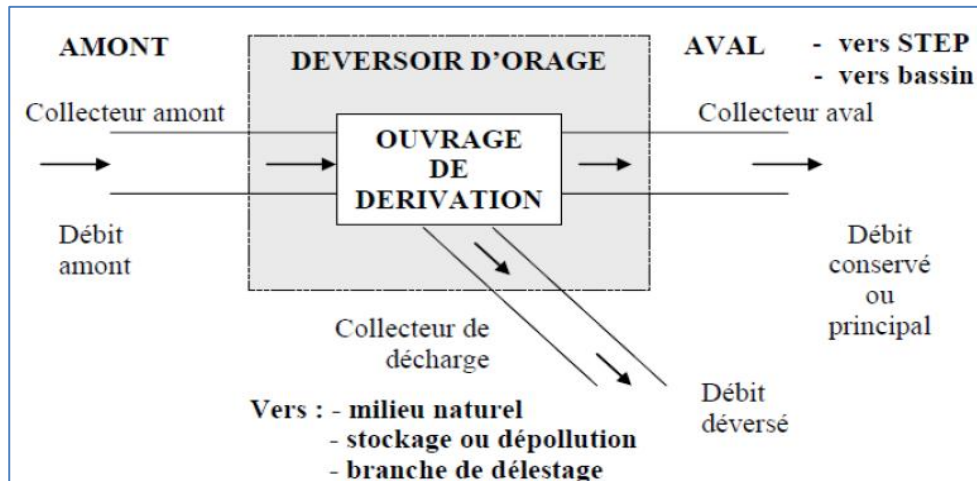 AMONT
DEVERSOIR D'ORAGE
AVAL - vers STEP
- vers bassin
Collecteur amont
Collecteur aval
OUVRAGE
DE
DERIVATION
Débit
amont
Débit
conservé
ou
principal
Collecteur de
décharge
Débit
déversé
Vers : - milieu naturel
- stockage ou dépollution
- branche de délestage